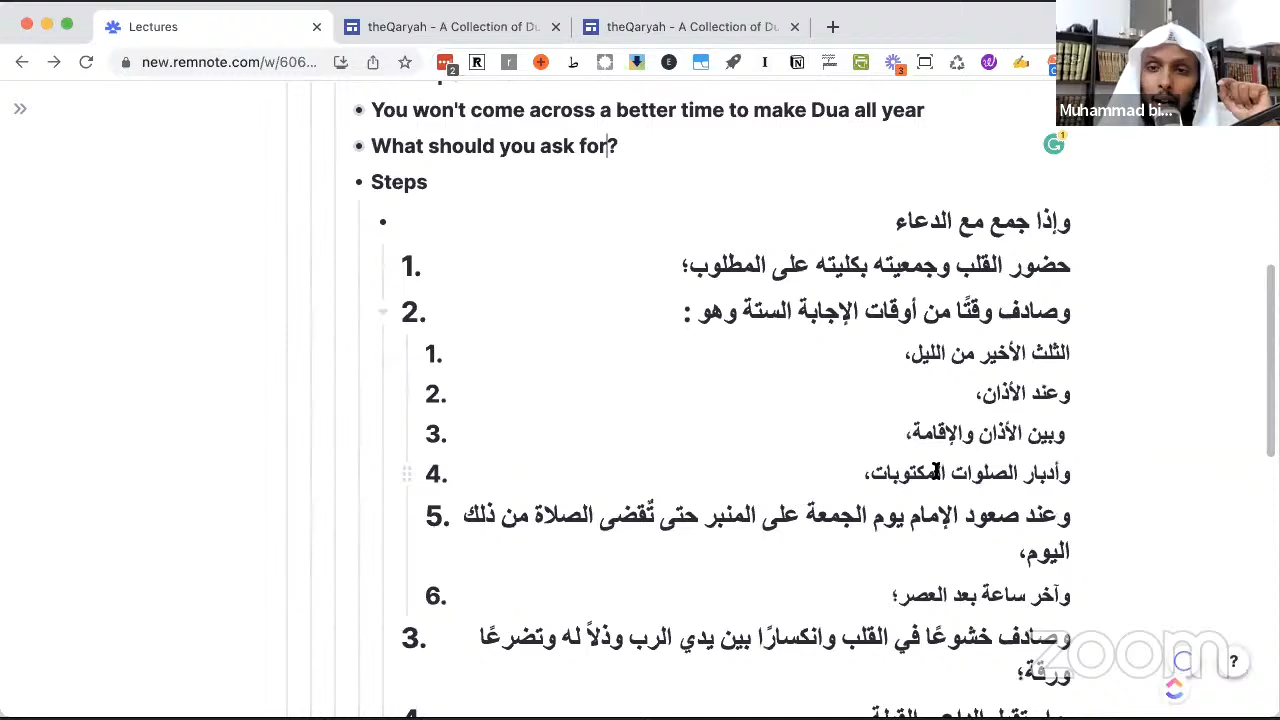 Lectures
theQaryah - A Collection of Du
theQaryah - A Collection of Du
new.remnote.com/w/606...
2
3
Muhammad bi...
You won't come across a better time to make Dua all year
What should you ask for?
1
Steps
وإذا جمع مع الدعاء
1. حضور القلب وجمعيته بكليته على المطلوب؛
2. وصادف وقتًا من أوقات الإجابة الستة وهو :
1. الثلث الأخير من الليل،
2. وعند الأذان،
3. وبين الأذان والإقامة،
4. وأدبار الصلوات المكتوبات،
5. وعند صعود الإمام يوم الجمعة على المنبر حتى تُقضى الصلاة من ذلك
اليوم،
6. وآخر ساعة بعد العصر؛
3. وصادف خشوعًا في القلب وانكسارًا بين يدي الرب وذلاً له وتضرعًا
ورقة؛
zoom
?